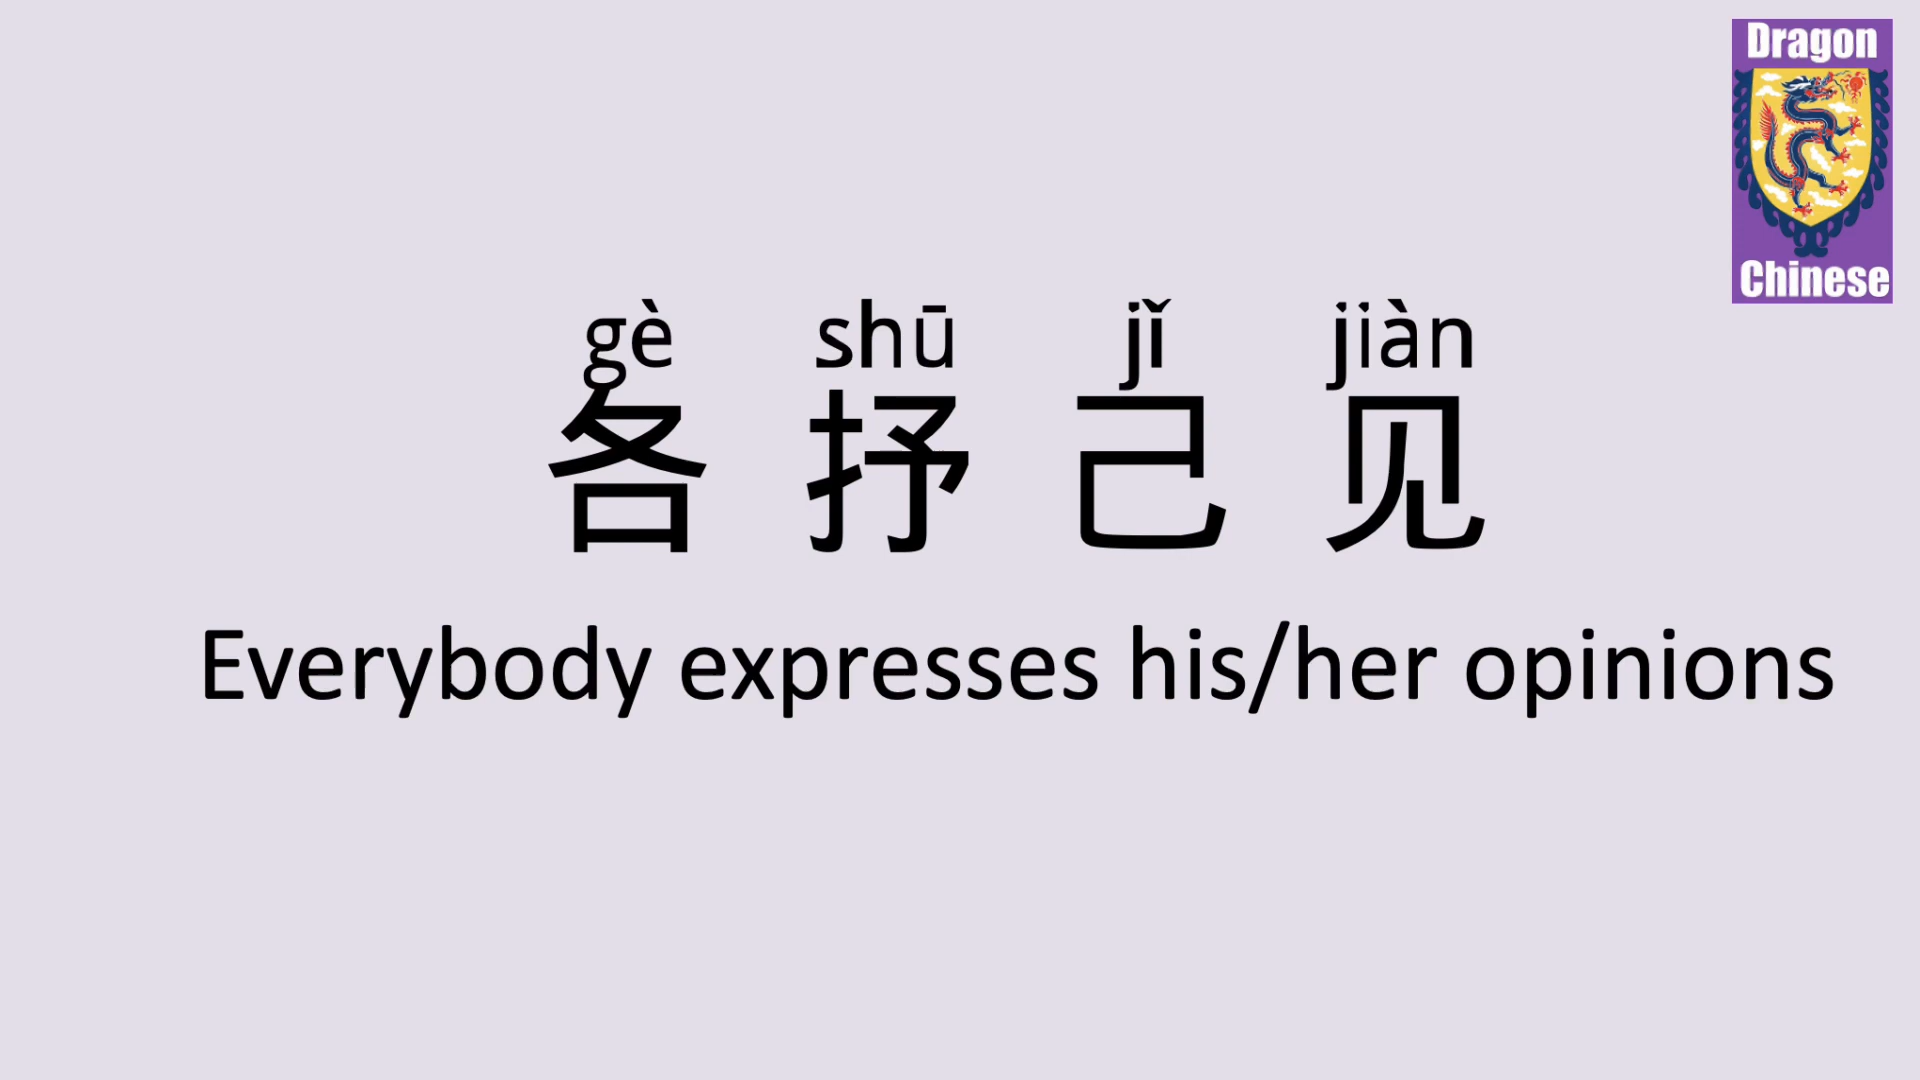 Dragon
Chinese
gè shū jǐ jiàn
各 抒 己 见
Everybody expresses his/her opinions